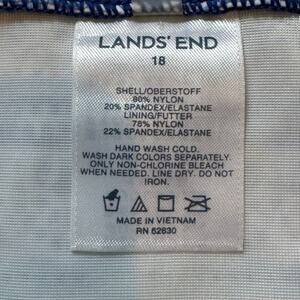 LANDS' END
18
SHELL/OBERSTOFF
80% NYLON
20% SPANDEX/ELASTANE
LINING/FUTTER
78% NYLON
22% SPANDEX/ELASTANE
HAND WASH COLD.
WASH DARK COLORS SEPARATELY.
ONLY NON-CHLORINE BLEACH
WHEN NEEDED. LINE DRY. DO NOT
IRON.
MADE IN VIETNAM
RN 62830